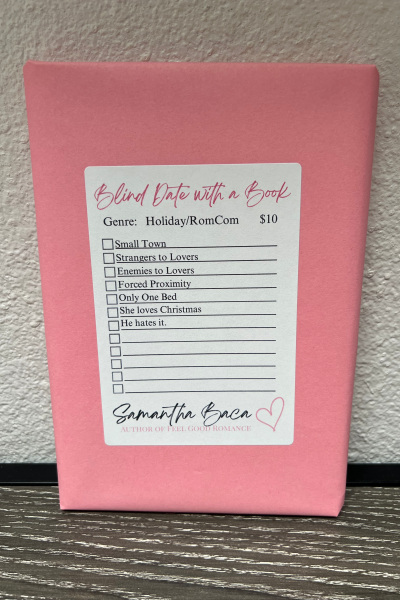 Blind Date with a Book
Genre: Holiday/RomCom $10
Small Town
Strangers to Lovers
Enemies to Lovers
Forced Proximity
Only One Bed
She loves Christmas
He hates it.
Samantha Baca
AUTHOR OF FEEL GOOD ROMANCE